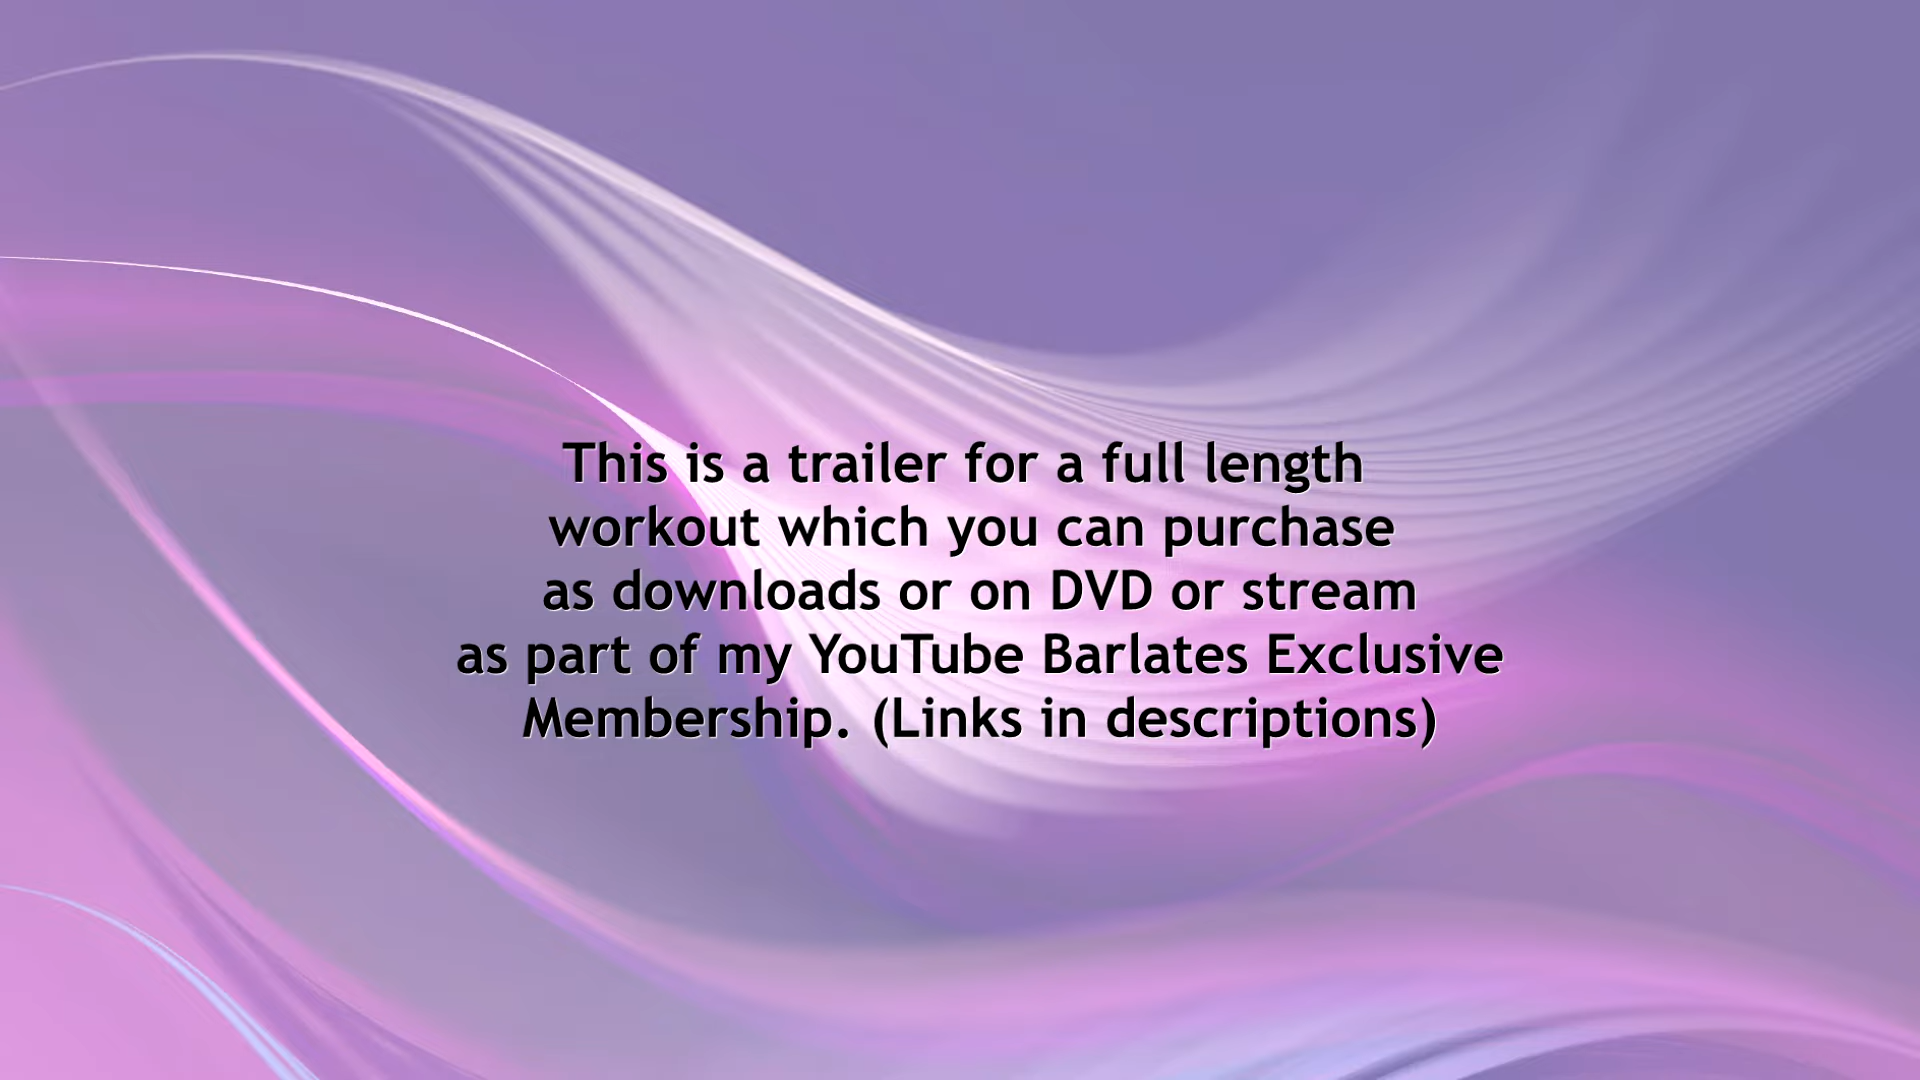 This is a trailer for a full length
workout which you can purchase
as downloads or on DVD or stream
as part of my YouTube Barlates Exclusive
Membership. (Links in descriptions)